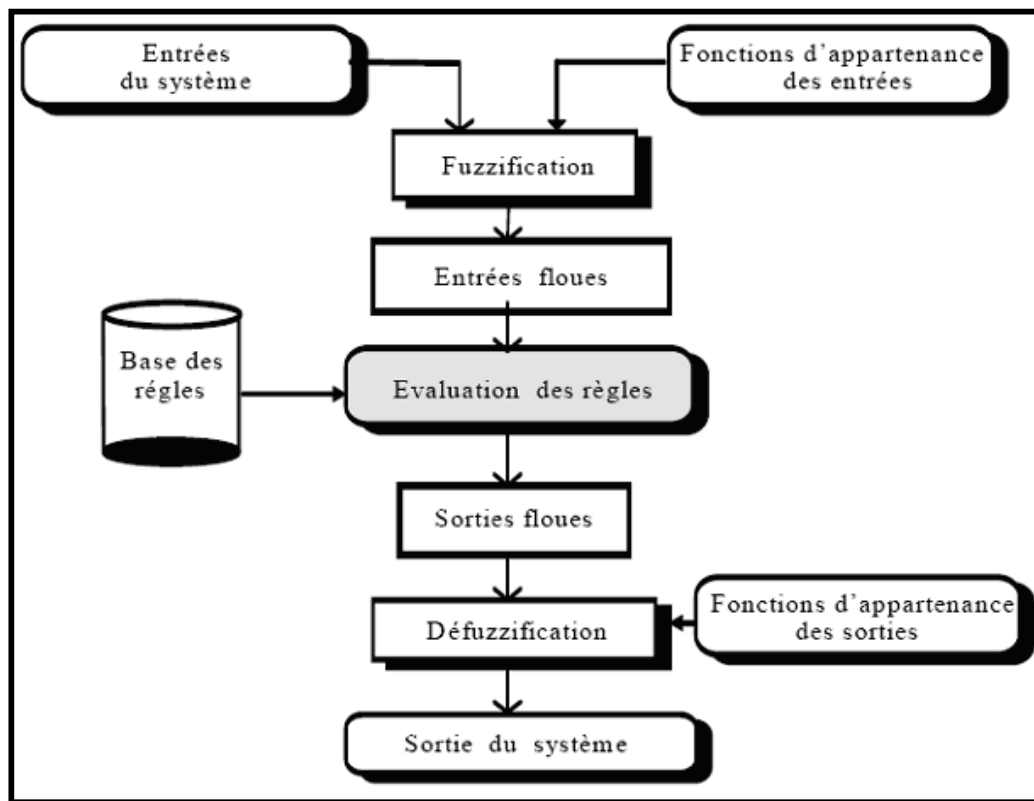 Entrées
du système
Fonctions d'appartenance
des entrées
Fuzzification
Entrées floues
Base des
régles
Evaluation des règles
Sorties floues
Défuzzification
Fonctions d'appartenance
des sorties
Sortie du système